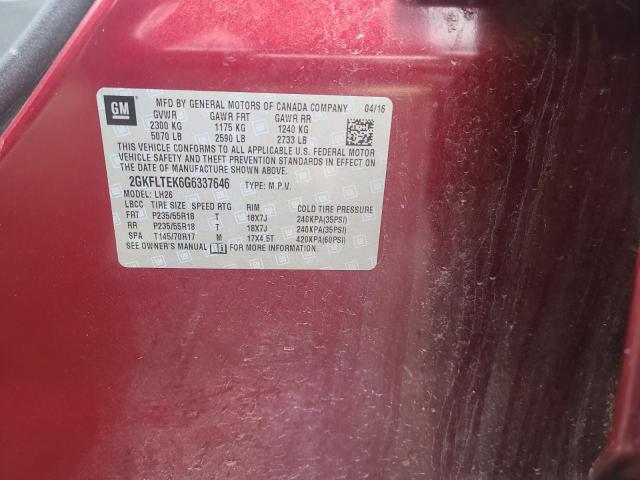 GM
MFD BY GENERAL MOTORS OF CANADA COMPANY 04/16
GVWR GAWR FRT GAWR RR
2300 KG 1175 KG 1240 KG
5070 LB 2590 LB 2733 LB
THIS VEHICLE CONFORMS TO ALL APPLICABLE U.S. FEDERAL MOTOR
VEHICLE SAFETY AND THEFT PREVENTION STANDARDS IN EFFECT ON THE
DATE OF MANUFACTURE SHOWN ABOVE.
2GKFLTEK6G6337646 TYPE: M.P.V.
MODEL: LH26
LBCC TIRE SIZE SPEED RTG RIM COLD TIRE PRESSURE
FRT P235/55R18 T 18X7J 240KPA(35PSI)
RR P235/55R18 T 18X7J 240KPA(35PSI)
SPA T145/70R17 M 17X4.5T 420KPA(60PSI)
SEE OWNER'S MANUAL FOR MORE INFORMATION.